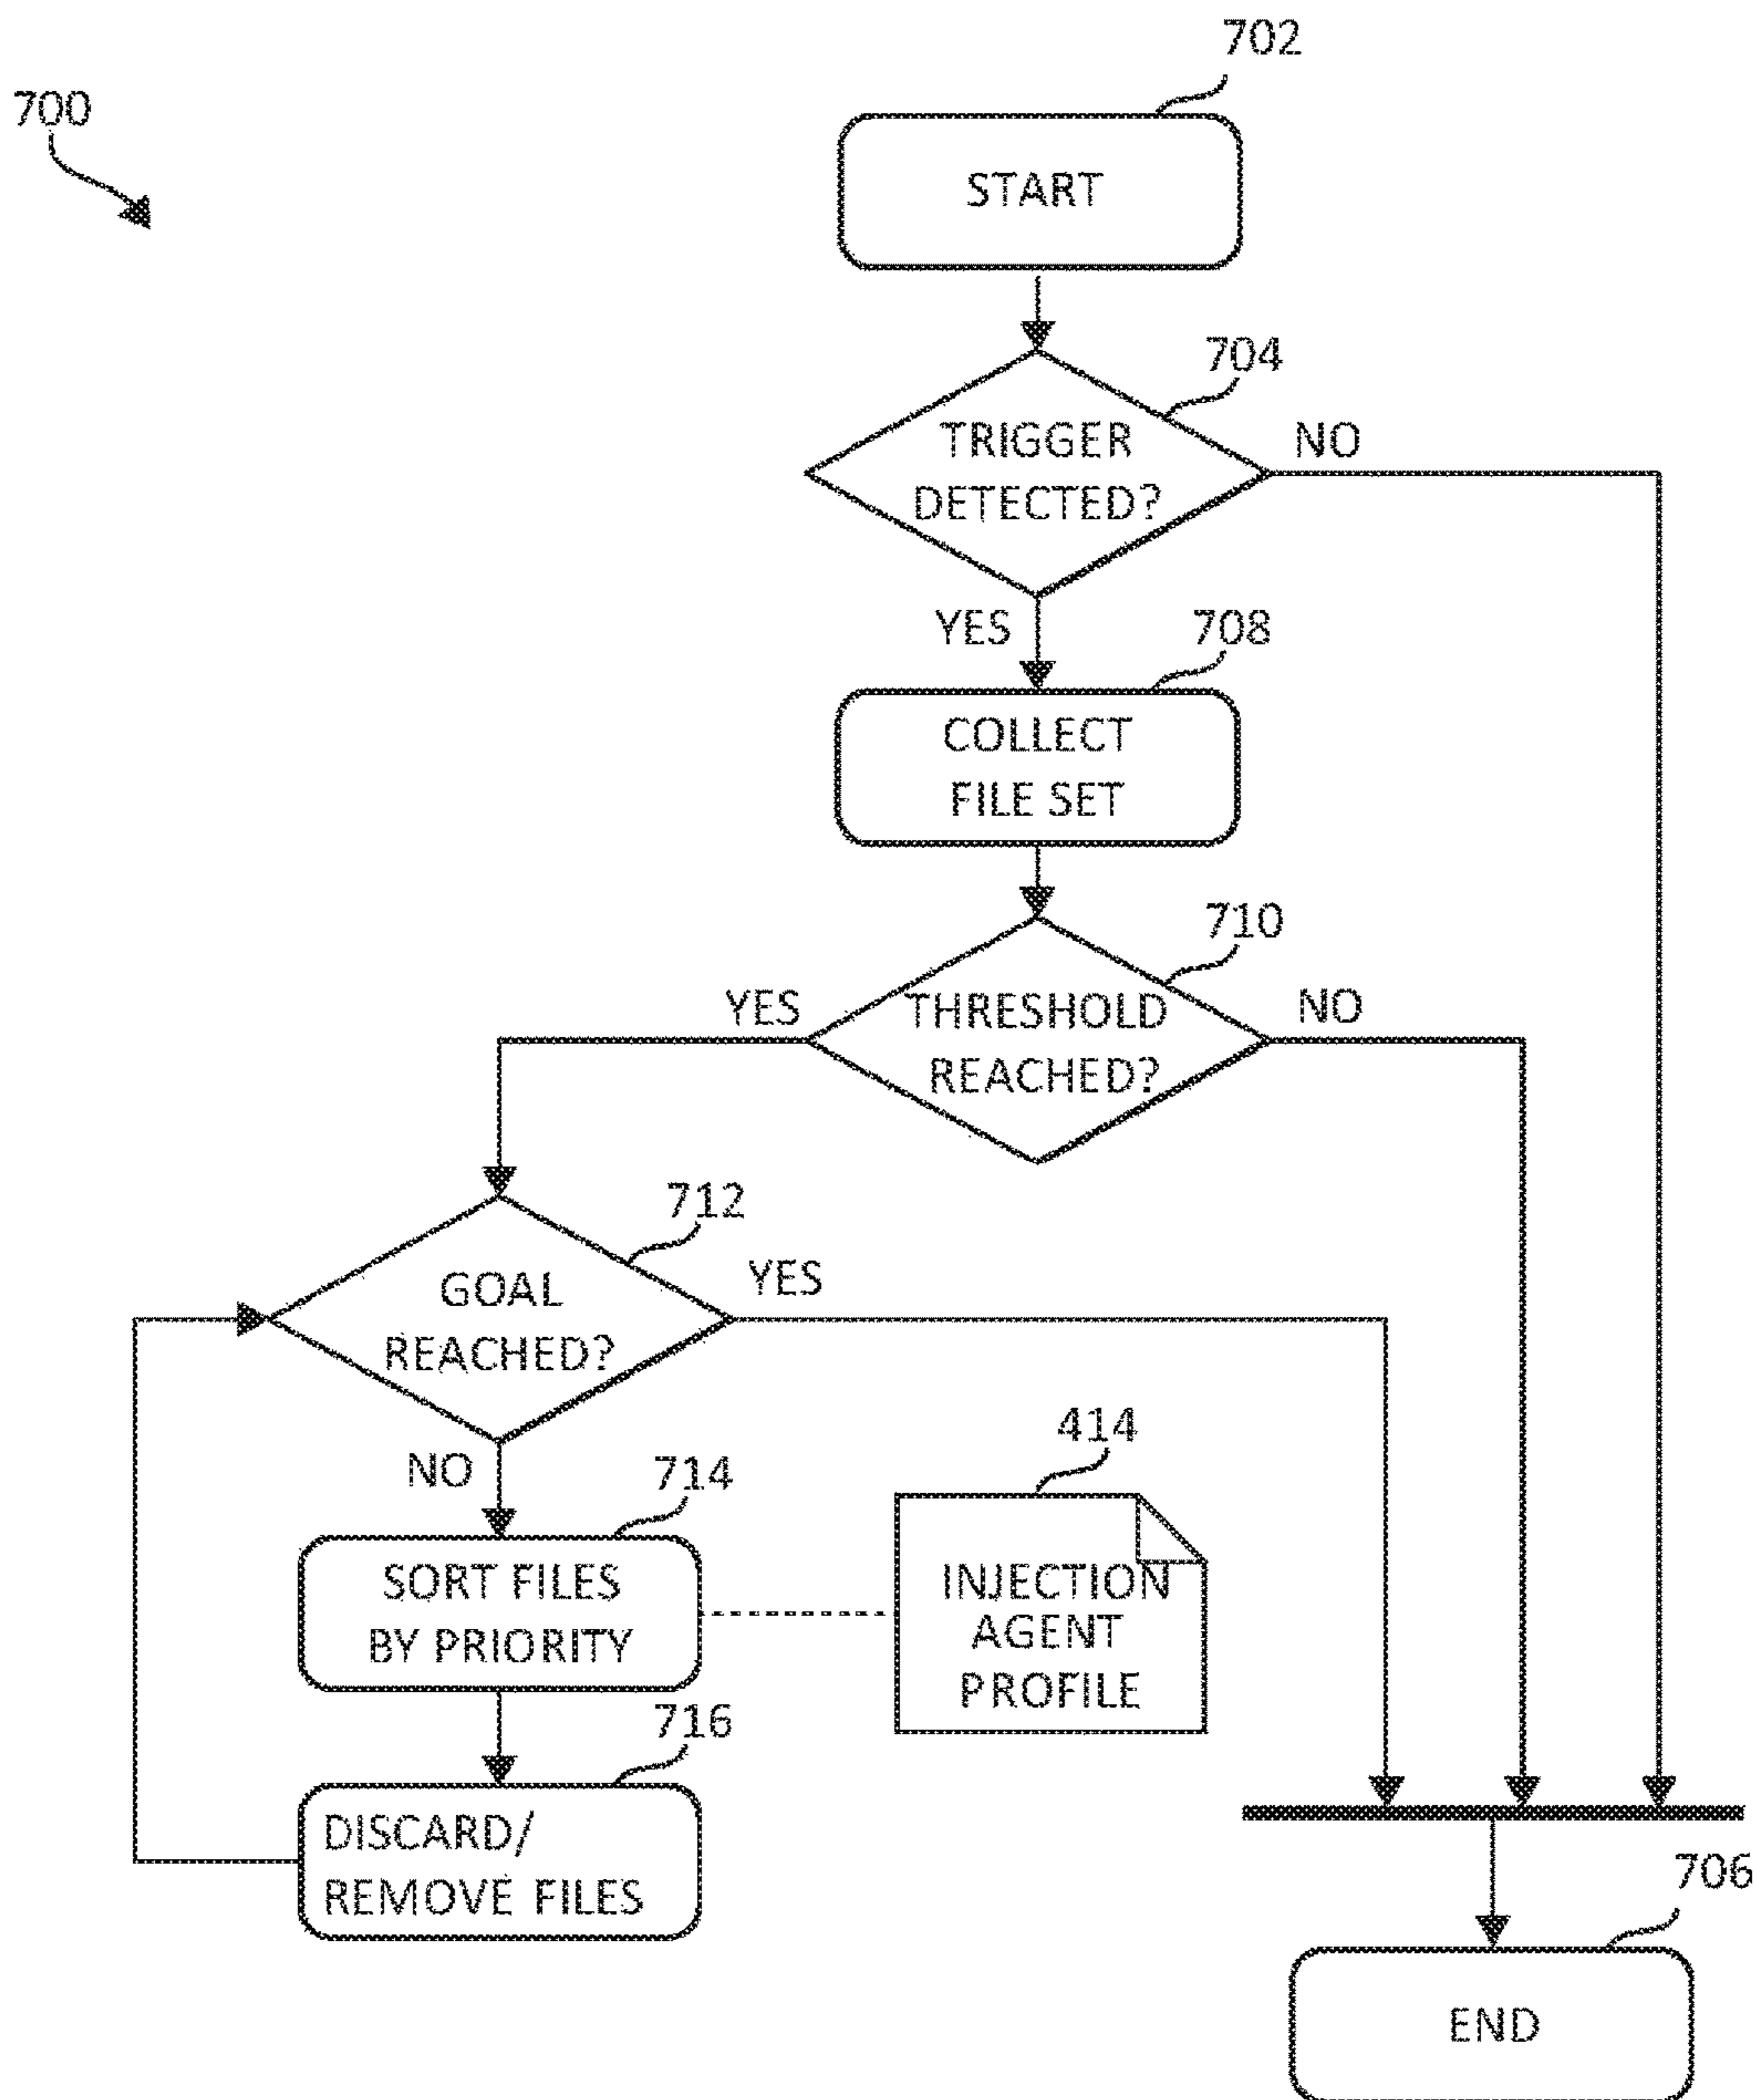 702
700
START
704
TRIGGER
DETECTED?
NO
YES
708
COLLECT
FILE SET
710
YES
THRESHOLD
REACHED?
NO
712
GOAL
REACHED?
YES
NO
714
414
SORT FILES
BY PRIORITY
INJECTION
AGENT
PROFILE
716
DISCARD/
REMOVE FILES
706
END